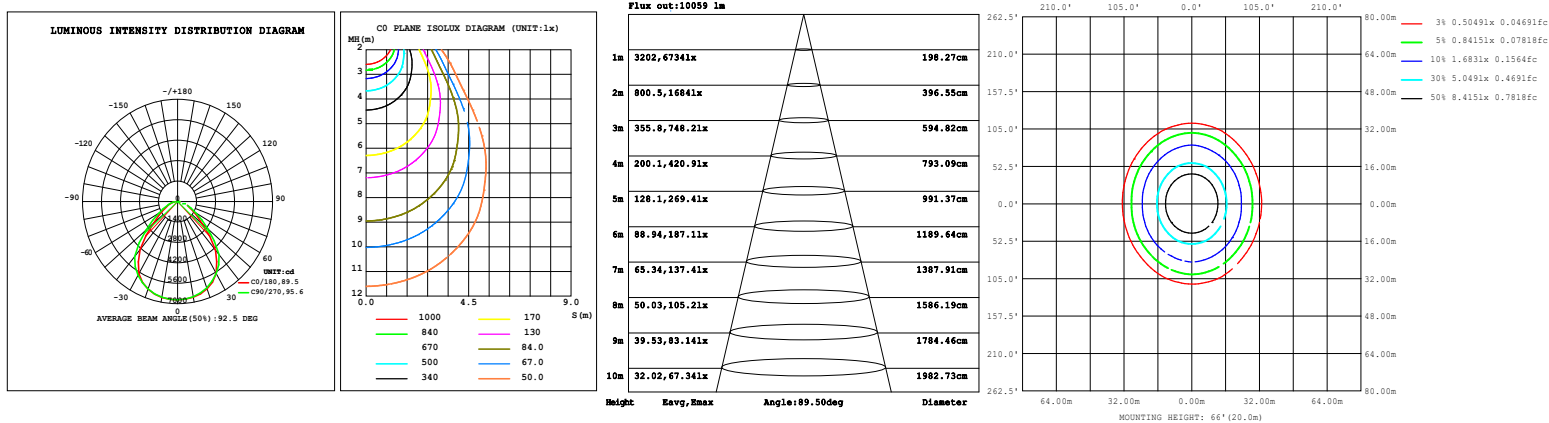 LUMINOUS INTENSITY DISTRIBUTION DIAGRAM
-/+180
-150
150
-120
120
-90
90
-60
60
-30
30
0
0
1400
2800
4200
5600
7000
UNIT:cd
C0/180,89.5
C90/270,95.6
AVERAGE BEAM ANGLE(50%):92.5 DEG
C0 PLANE ISOLUX DIAGRAM (UNIT:lx)
MH(m)
2
3
4
5
6
7
8
9
10
11
12
0.0
4.5
9.0
S(m)
1000
170
840
130
670
84.0
500
67.0
340
50.0
Flux out:10059 lm
1m 3202,6734lx 198.27cm
2m 800.5,1684lx 396.55cm
3m 355.8,748.2lx 594.82cm
4m 200.1,420.9lx 793.09cm
5m 128.1,269.4lx 991.37cm
6m 88.94,187.1lx 1189.64cm
7m 65.34,137.4lx 1387.91cm
8m 50.03,105.2lx 1586.19cm
9m 39.53,83.14lx 1784.46cm
10m 32.02,67.34lx 1982.73cm
Height Eavg,Emax Angle:89.50deg Diameter
210.0' 105.0' 0.0' 105.0' 210.0'
262.5' 80.00m
210.0' 64.00m
157.5' 48.00m
105.0' 32.00m
52.5' 16.00m
0.0' 0.00m
52.5' 16.00m
105.0' 32.00m
157.5' 48.00m
210.0' 64.00m
262.5' 80.00m
64.00m 32.00m 0.00m 32.00m 64.00m
MOUNTING HEIGHT: 66'(20.0m)
3% 0.5049lx 0.04691fc
5% 0.8415lx 0.07818fc
10% 1.683lx 0.1564fc
30% 5.049lx 0.4691fc
50% 8.415lx 0.7818fc